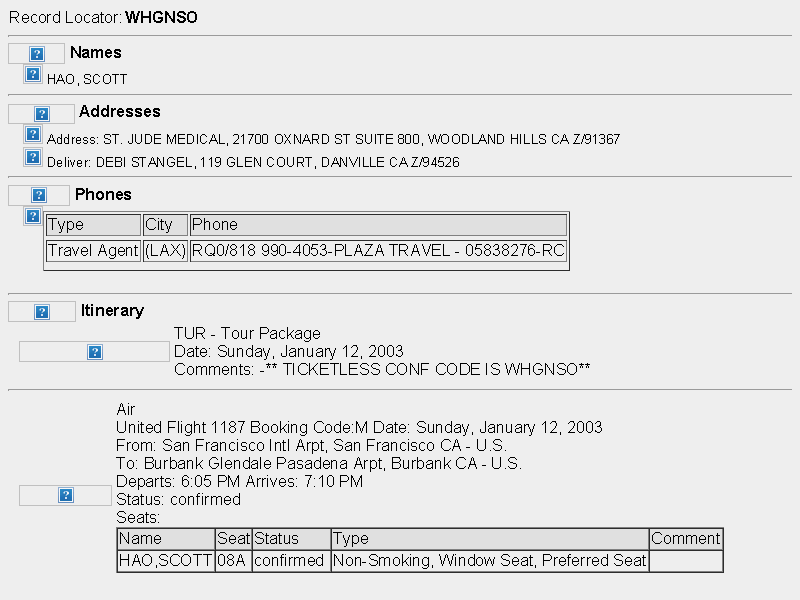 Record Locator: WHGNSO
Names
HAO, SCOTT
Addresses
Address: ST. JUDE MEDICAL, 21700 OXNARD ST SUITE 800, WOODLAND HILLS CA Z/91367
Deliver: DEBI STANGEL, 119 GLEN COURT, DANVILLE CA Z/94526
Phones
Type City Phone
Travel Agent (LAX) RQ0/818 990-4053-PLAZA TRAVEL - 05838276-RC
Itinerary
TUR - Tour Package
Date: Sunday, January 12, 2003
Comments: -** TICKETLESS CONF CODE IS WHGNSO**
Air
United Flight 1187 Booking Code:M Date: Sunday, January 12, 2003
From: San Francisco Intl Arpt, San Francisco CA - U.S.
To: Burbank Glendale Pasadena Arpt, Burbank CA - U.S.
Departs: 6:05 PM Arrives: 7:10 PM
Status: confirmed
Seats:
Name Seat Status Type Comment
HAO,SCOTT 08A confirmed Non-Smoking, Window Seat, Preferred Seat